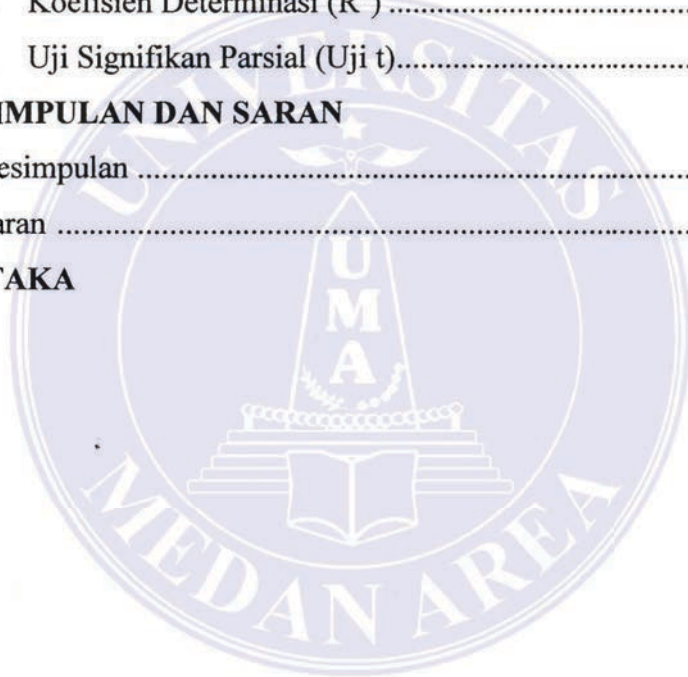 Koefisien Determinasi (R ) ........................................
Uji Signifikan Parsial (Uji t)........................................
IMPULAN DAN SARAN
esimpulan ........................................
aran ........................................
TAKA
UNIVERSITAS
UMA
MEDAN AREA